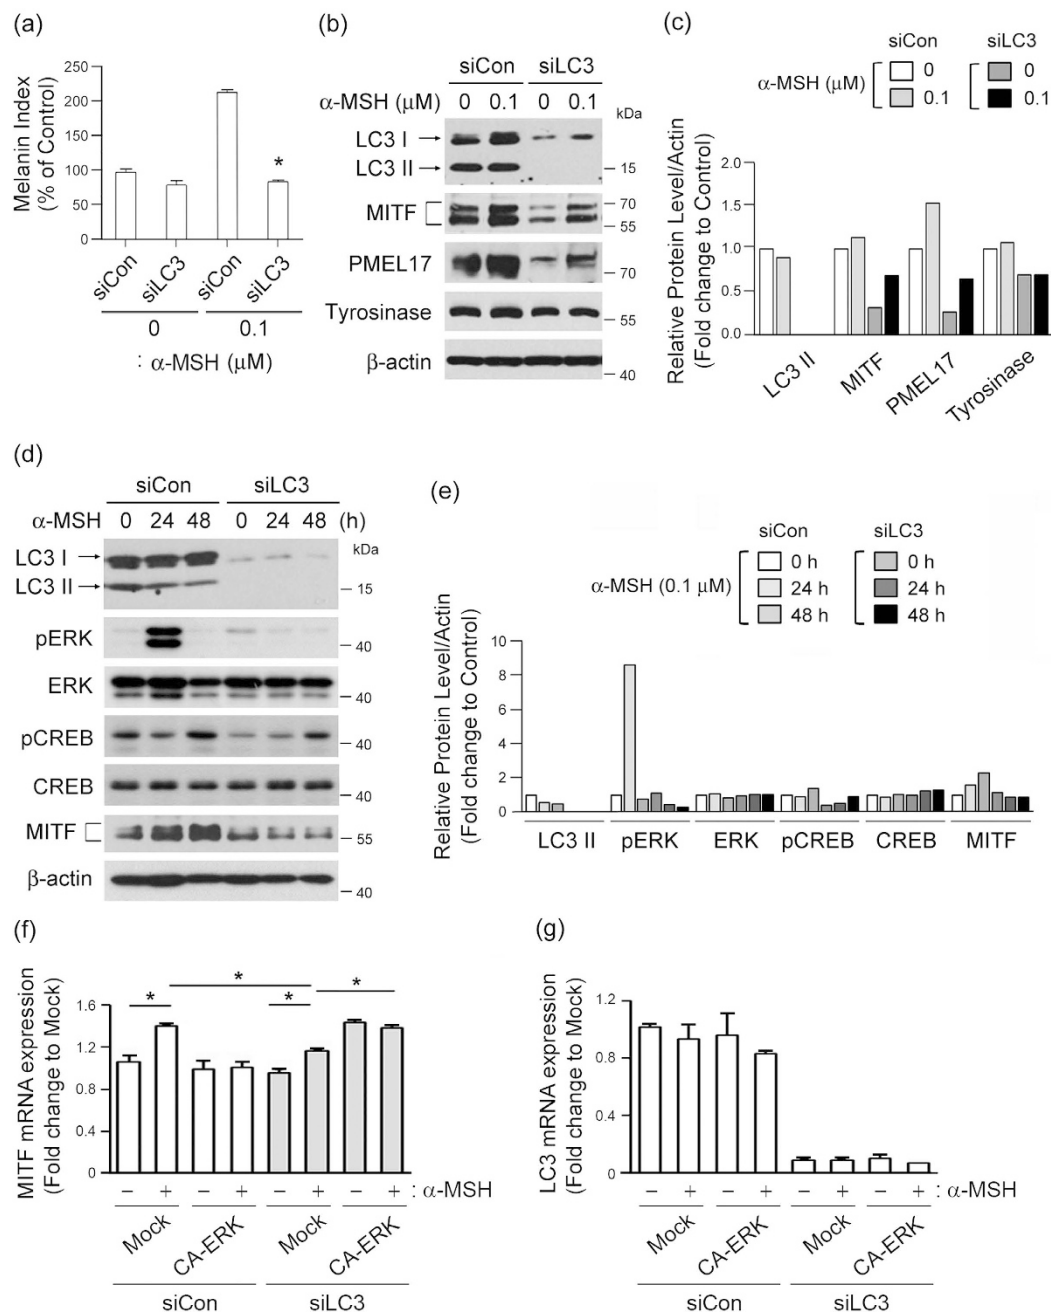 (a)
Melanin Index
(% of Control)
250
200
150
100
50
0
*
siCon
siLC3
siCon
siLC3
0
0.1
: α-MSH (μM)
(b)
siCon
siLC3
α-MSH (μM)
0
0.1
0
0.1
kDa
LC3 I
LC3 II
15
MITF
70
55
PMEL17
70
Tyrosinase
55
β-actin
40
(c)
siCon
siLC3
α-MSH (μM)
0
0.1
0
0.1
Relative Protein Level/Actin
(Fold change to Control)
2.0
1.5
1.0
0.5
0.0
LC3 II
MITF
PMEL17
Tyrosinase
(d)
siCon
siLC3
α-MSH
0
24
48
0
24
48
(h)
kDa
LC3 I
LC3 II
15
pERK
40
ERK
40
pCREB
40
CREB
MITF
55
β-actin
40
(e)
siCon
siLC3
α-MSH (0.1 μM)
0 h
24 h
48 h
0 h
24 h
48 h
Relative Protein Level/Actin
(Fold change to Control)
10
8
6
4
2
0
LC3 II
pERK
ERK
pCREB
CREB
MITF
(f)
MITF mRNA expression
(Fold change to Mock)
1.6
1.2
0.8
0.4
0
*
*
*
*
− + − + − + − + : α-MSH
Mock
CA-ERK
Mock
CA-ERK
siCon
siLC3
(g)
LC3 mRNA expression
(Fold change to Mock)
1.2
0.8
0.4
0
− + − + − + − + : α-MSH
Mock
CA-ERK
Mock
CA-ERK
siCon
siLC3